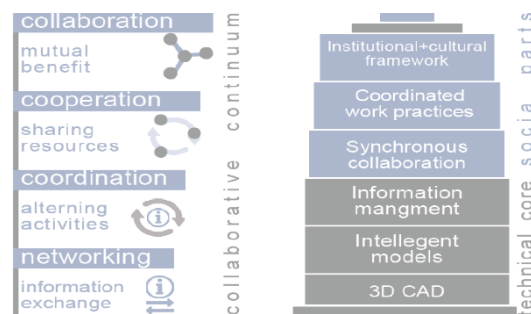 collaboration
mutual
benefit
cooperation
sharing
resources
coordination
alterning
activities
networking
information
exchange
collaborative continuum
Institutional+cultural
framework
Coordinated
work practices
Synchronous
collaboration
Information
mangment
Intellegent
models
3D CAD
technical core socia parts